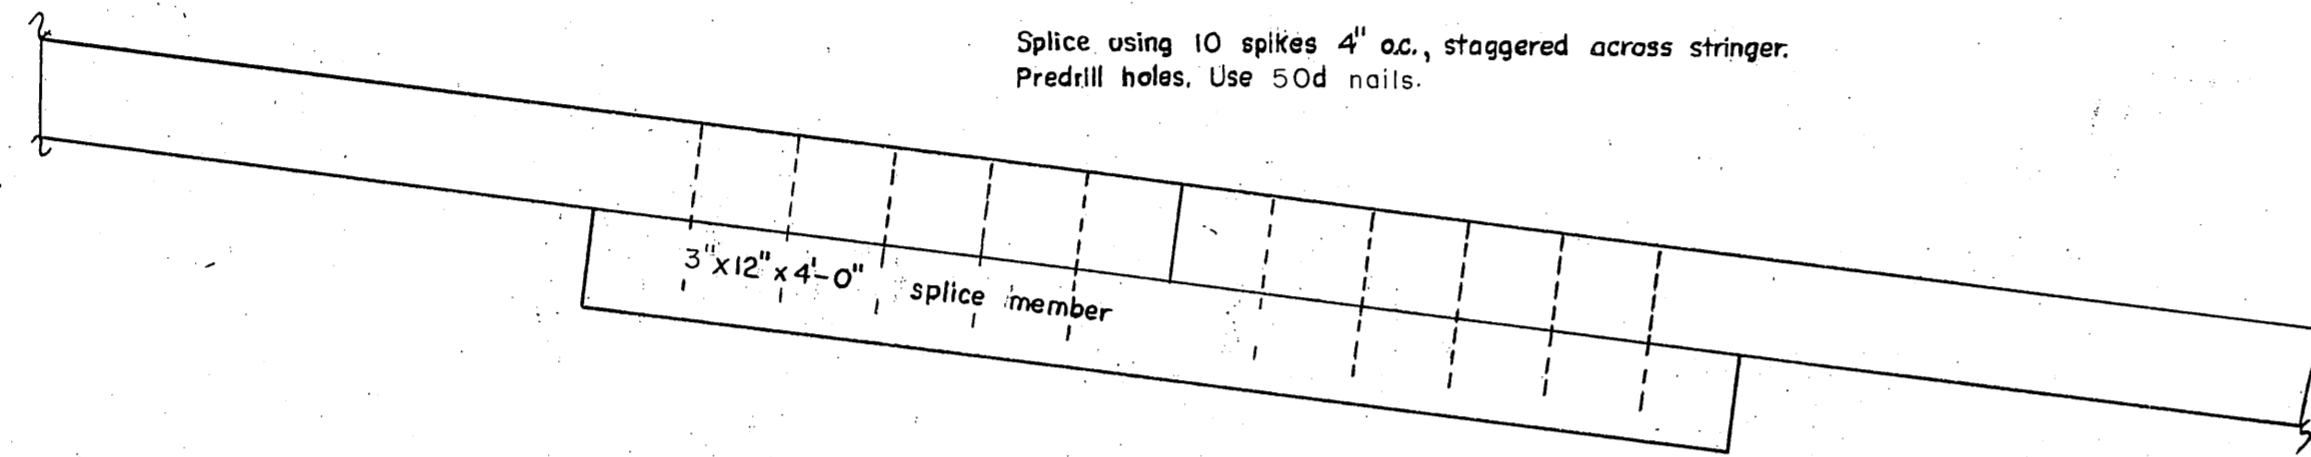 Splice using 10 spikes 4" o.c., staggered across stringer.
Predrill holes. Use 50d nails.
3"x12"x4'-0" splice member